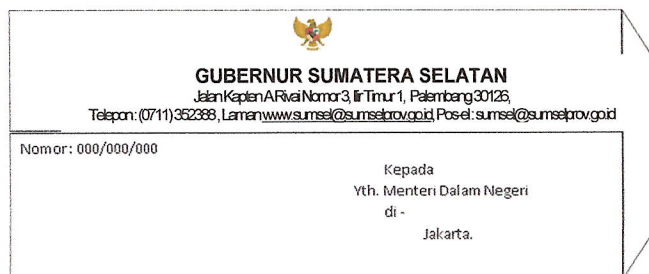 GUBERNUR SUMATERA SELATAN
Jalan Kapten A Rivai Nomor 3, Ilir Timur 1, Palembang 30126,
Telepon: (0711) 352388, Laman www.sumsel@sumselprov.go.id, Pos-el: sumsel@sumselprov.go.id
Nomor: 000/000/000
Kepada
Yth. Menteri Dalam Negeri
di -
Jakarta.